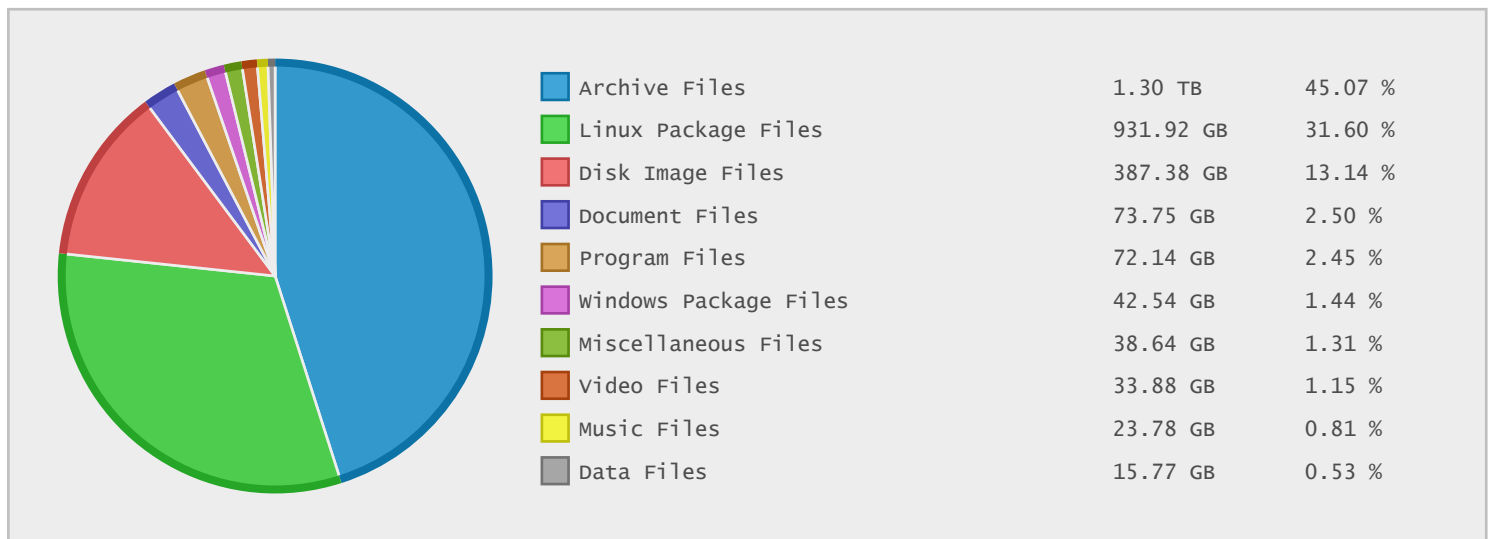 Archive Files 1.30 TB 45.07 %
Linux Package Files 931.92 GB 31.60 %
Disk Image Files 387.38 GB 13.14 %
Document Files 73.75 GB 2.50 %
Program Files 72.14 GB 2.45 %
Windows Package Files 42.54 GB 1.44 %
Miscellaneous Files 38.64 GB 1.31 %
Video Files 33.88 GB 1.15 %
Music Files 23.78 GB 0.81 %
Data Files 15.77 GB 0.53 %